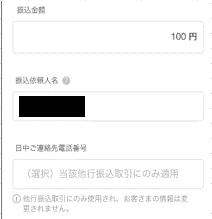 振込金額
100 円
振込依頼人名 ?
日中ご連絡先電話番号
（選択）当該他行振込取引にのみ適用
! 他行振込取引にのみ使用され、お客さまの情報は変
更されません。